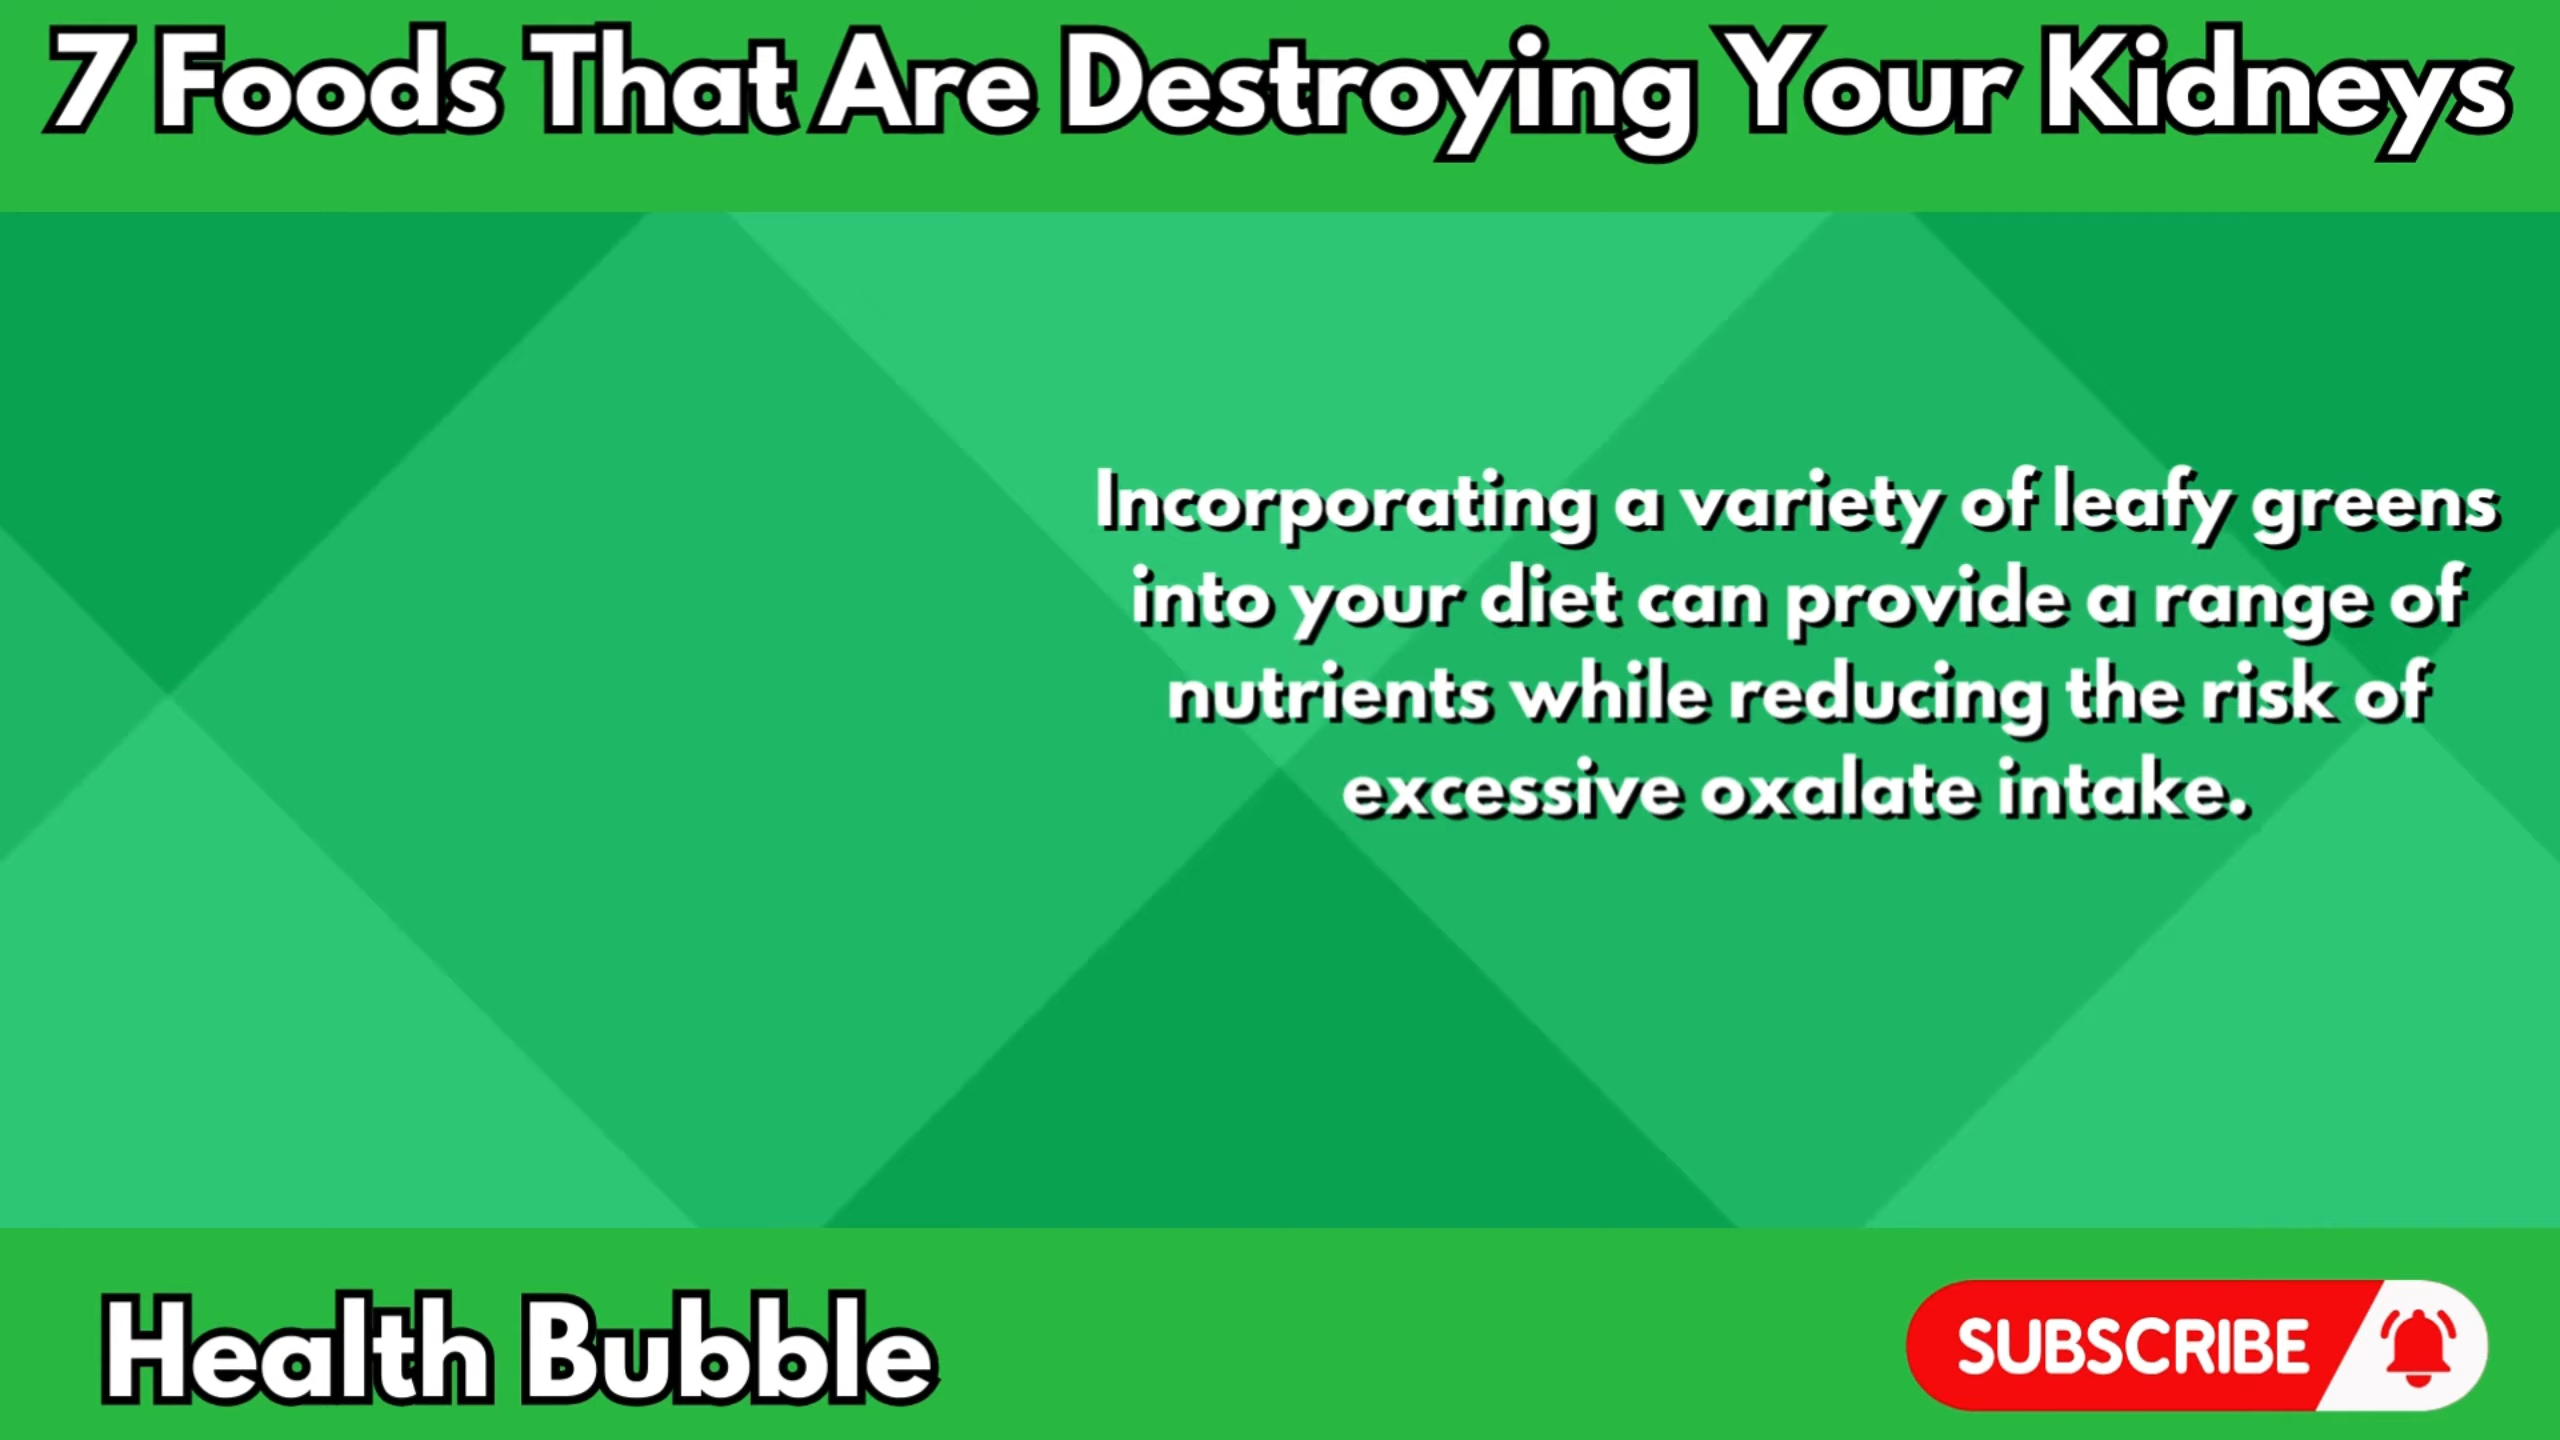 7 Foods That Are Destroying Your Kidneys
Incorporating a variety of leafy greens
into your diet can provide a range of
nutrients while reducing the risk of
excessive oxalate intake.
Health Bubble
SUBSCRIBE